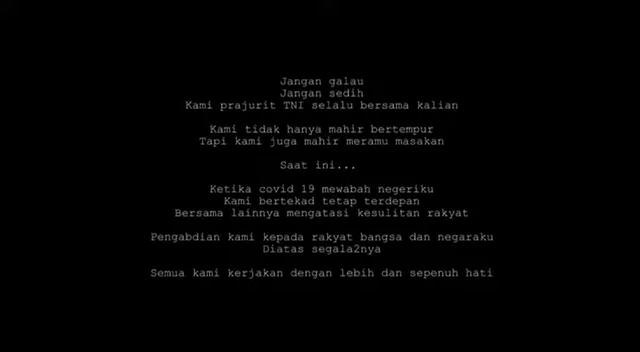 Jangan galau
Jangan sedih
Kami prajurit TNI selalu bersama kalian
Kami tidak hanya mahir bertempur
Tapi kami juga mahir meramu masakan
Saat ini...
Ketika covid 19 mewabah negeriku
Kami bertekad tetap terdepan
Bersama lainnya mengatasi kesulitan rakyat
Pengabdian kami kepada rakyat bangsa dan negaraku
Diatas segala2nya
Semua kami kerjakan dengan lebih dan sepenuh hati